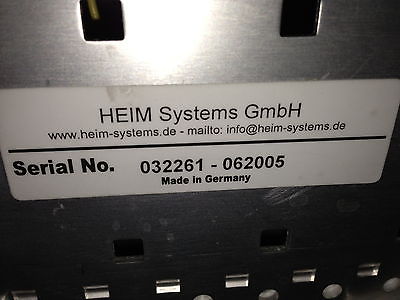 HEIM Systems GmbH
www.heim-systems.de - mailto: info@heim-systems.de
Serial No. 032261 - 062005
Made in Germany